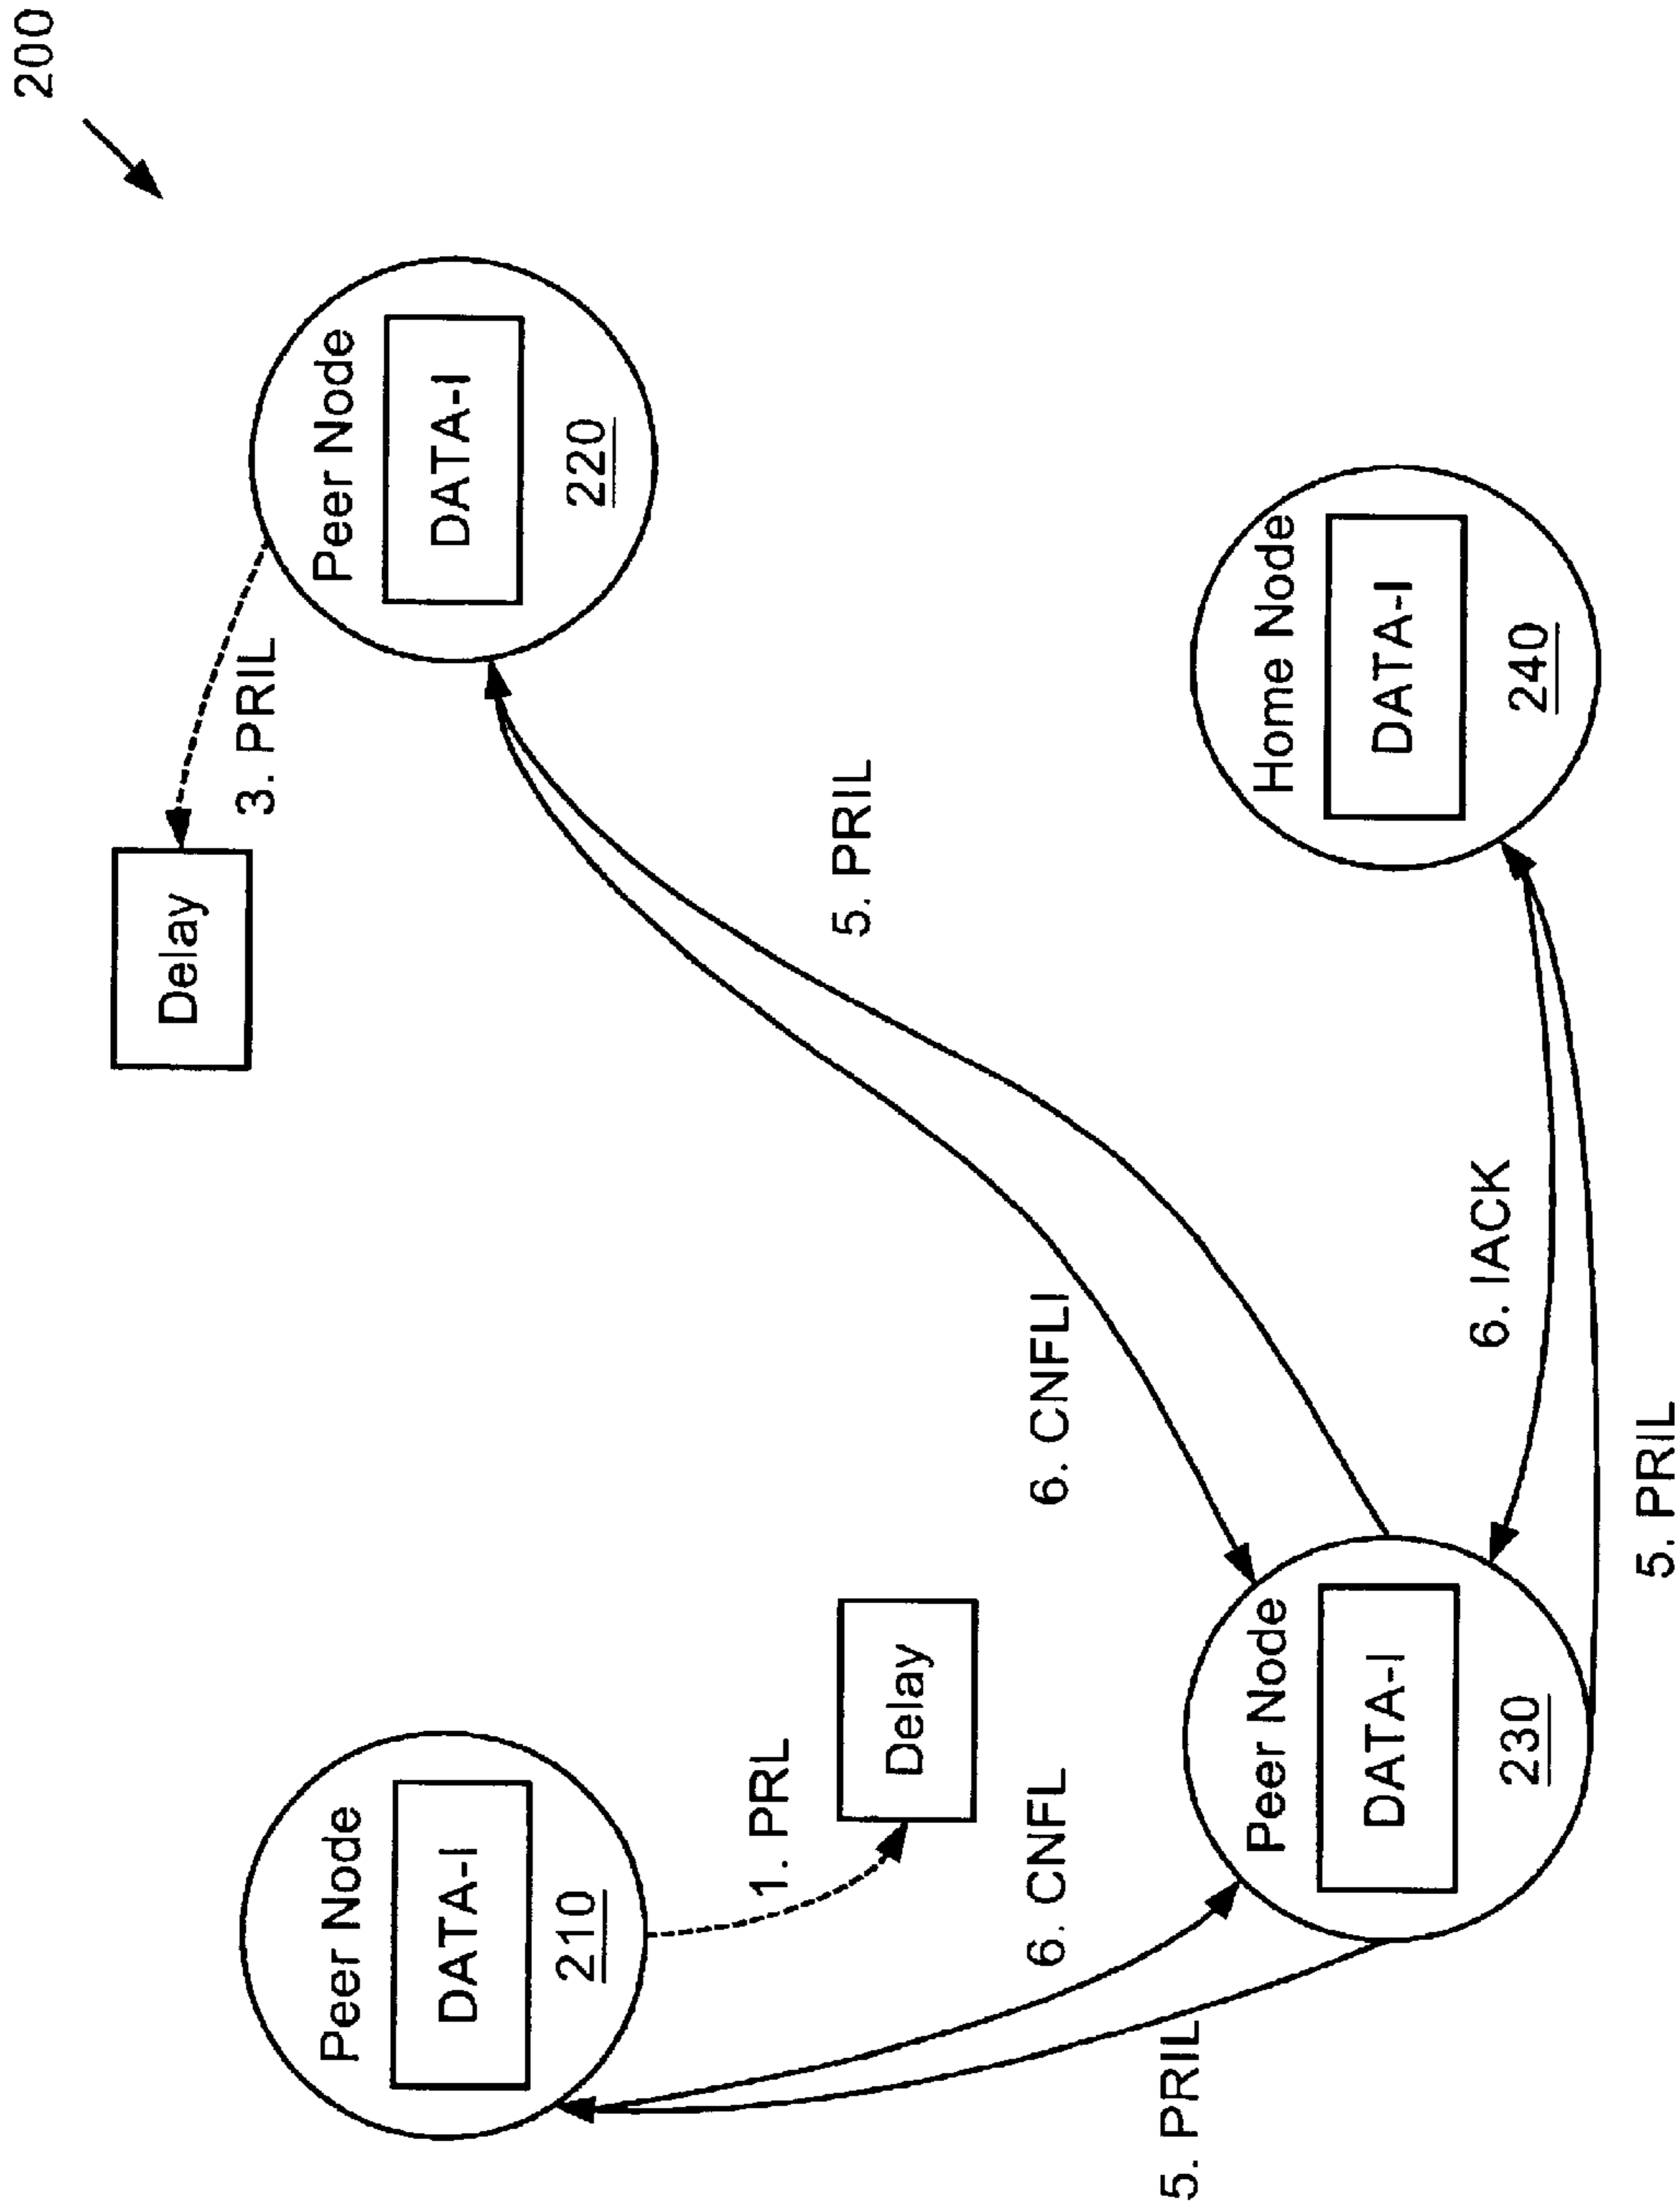 200
Peer Node
DATA-I
210
1. PRL
Delay
Peer Node
DATA-I
220
3. PRIL
Delay
5. PRIL
6. CNFL
6. CNFLI
5. PRIL
Peer Node
DATA-I
230
6. IACK
5. PRIL
Home Node
DATA-I
240